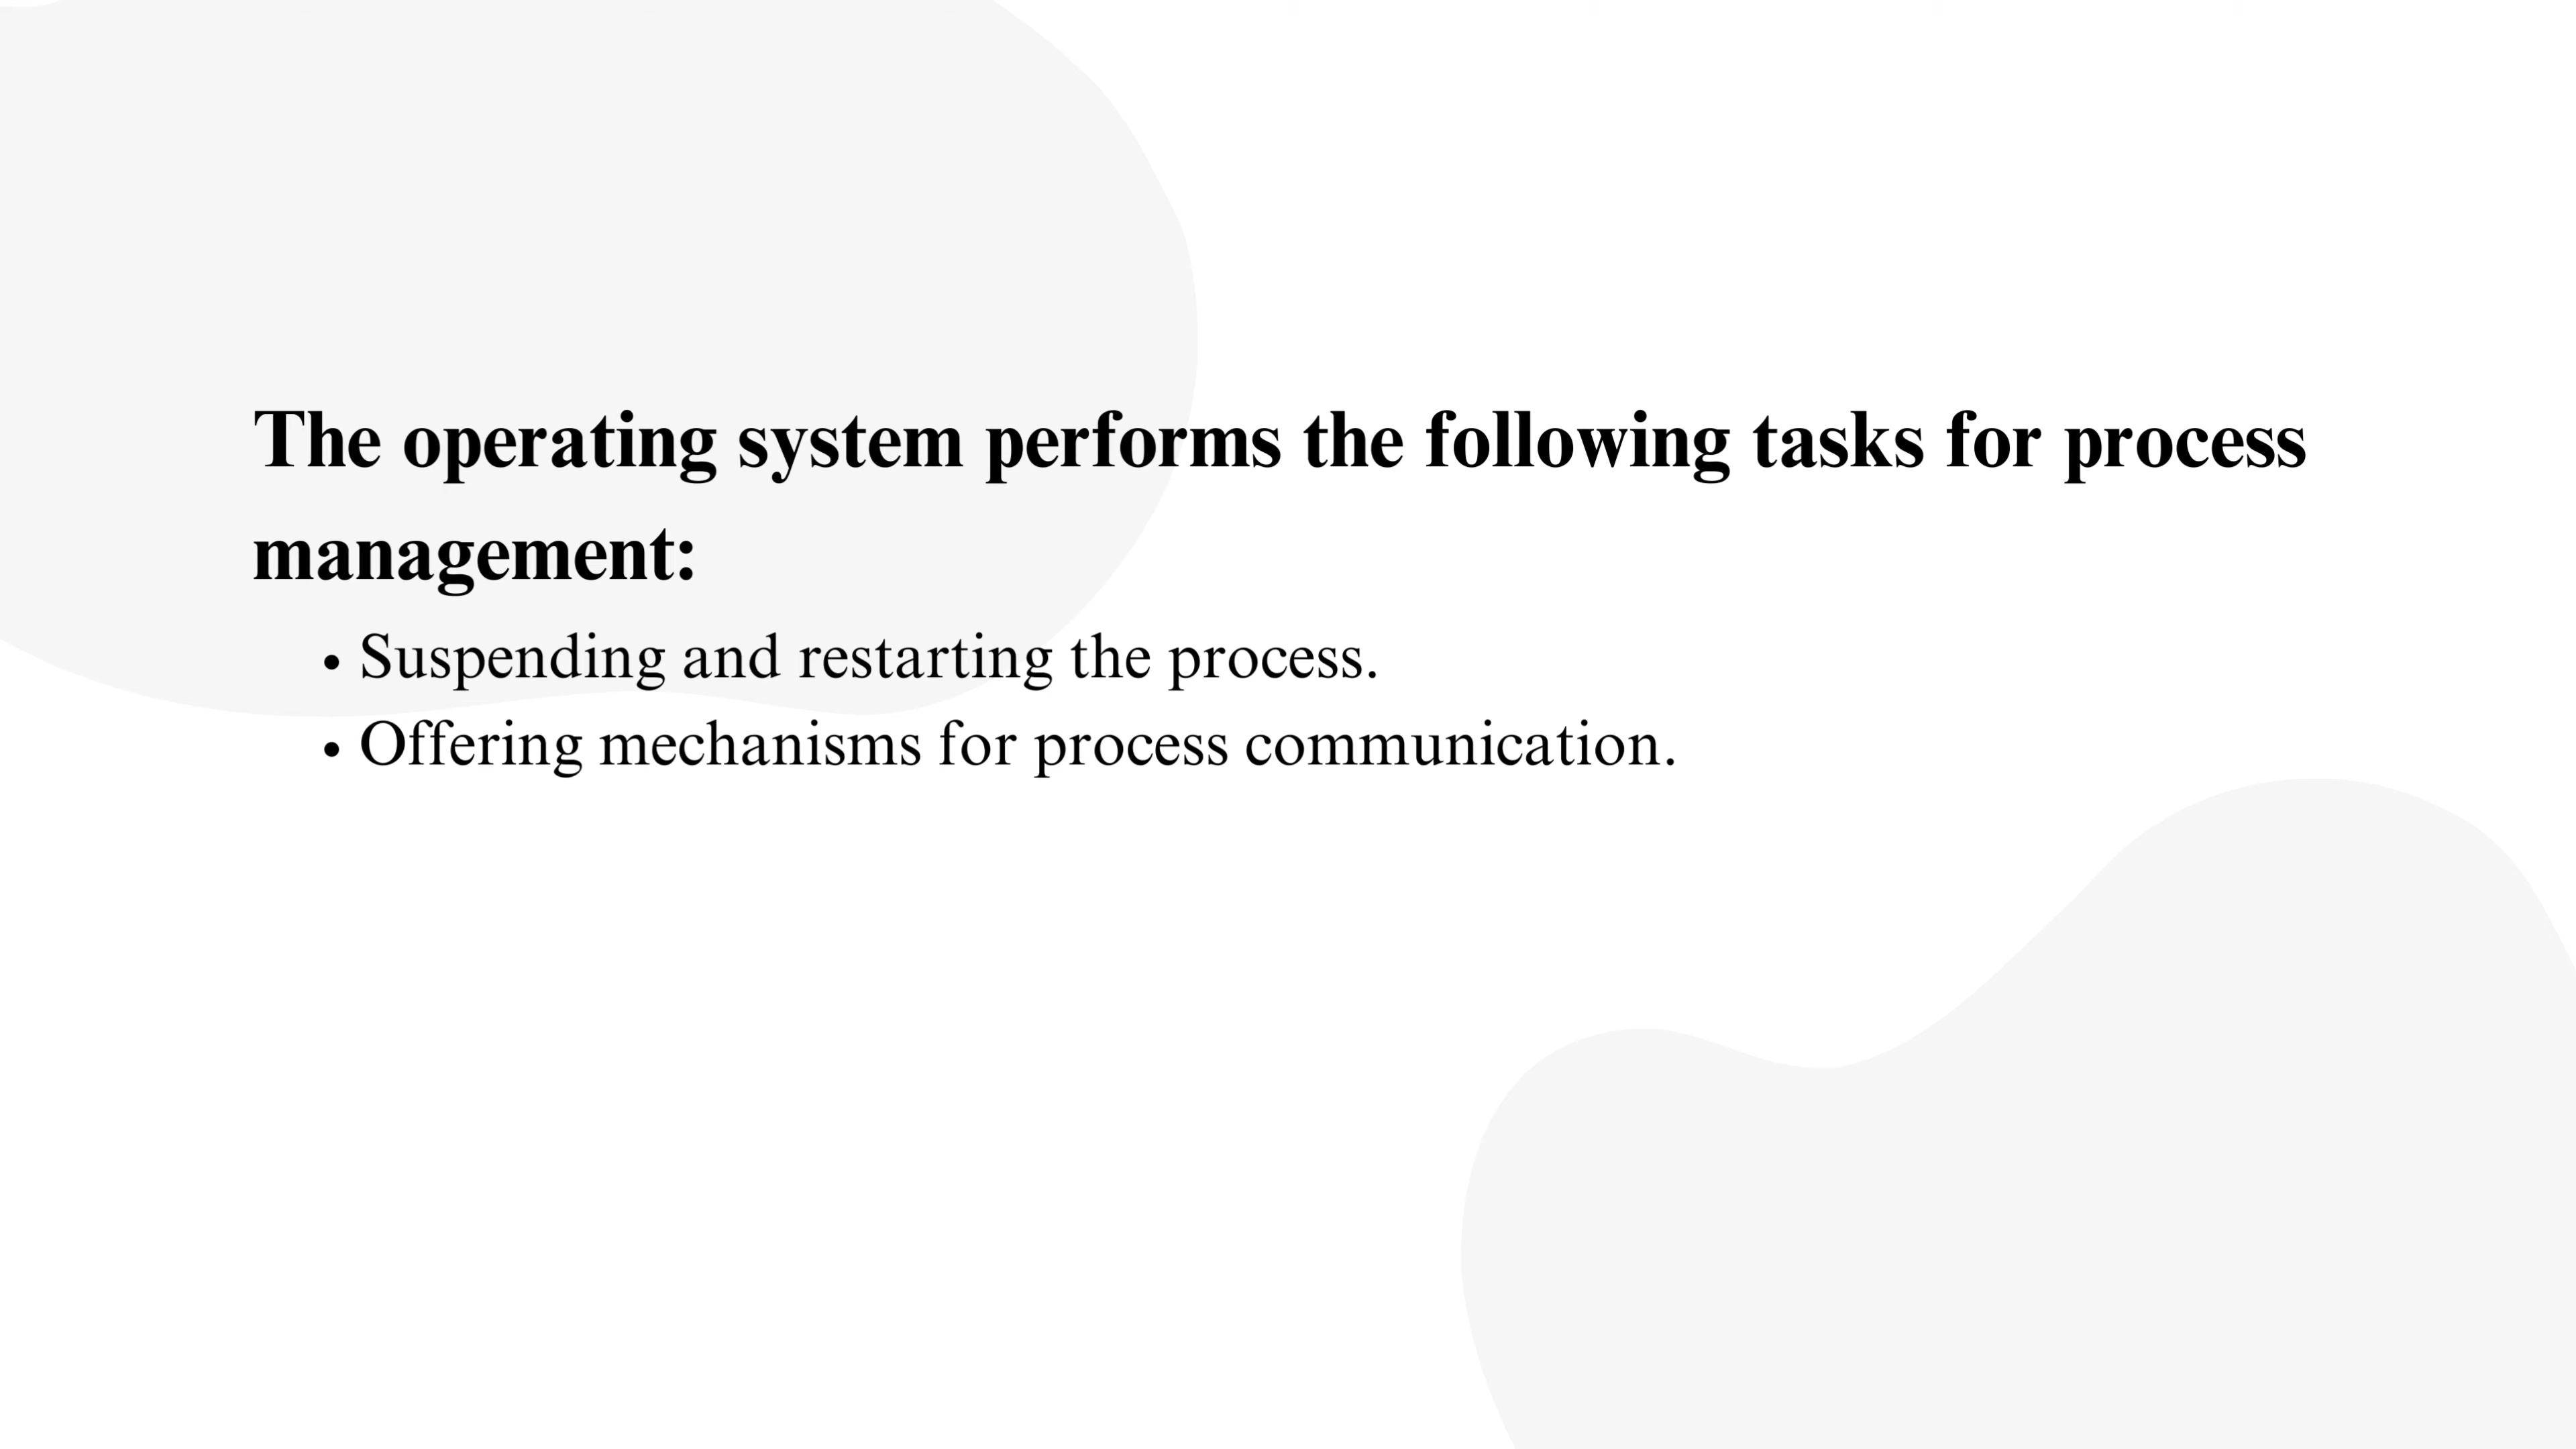 The operating system performs the following tasks for process
management:
• Suspending and restarting the process.
• Offering mechanisms for process communication.